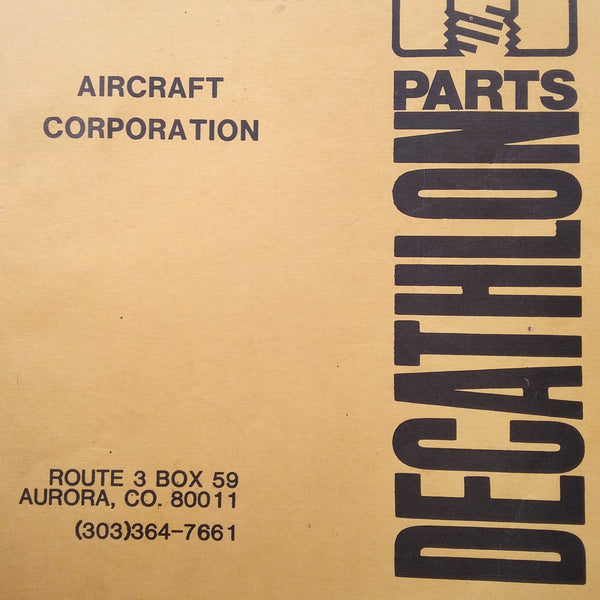 AIRCRAFT
CORPORATION
PARTS
DECATHLON
ROUTE 3 BOX 59
AURORA, CO. 80011
(303)364-7661